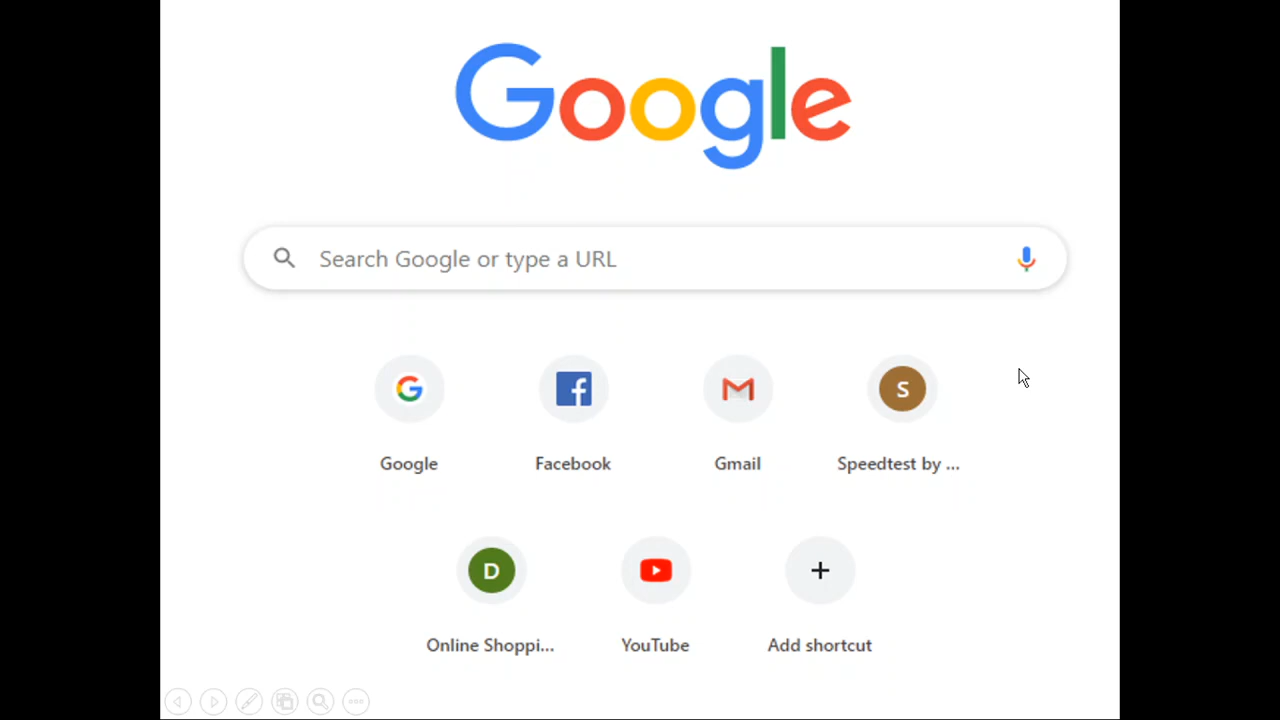 Google
Search Google or type a URL
S
Google
Facebook
Gmail
Speedtest by ...
D
Online Shoppi...
YouTube
Add shortcut